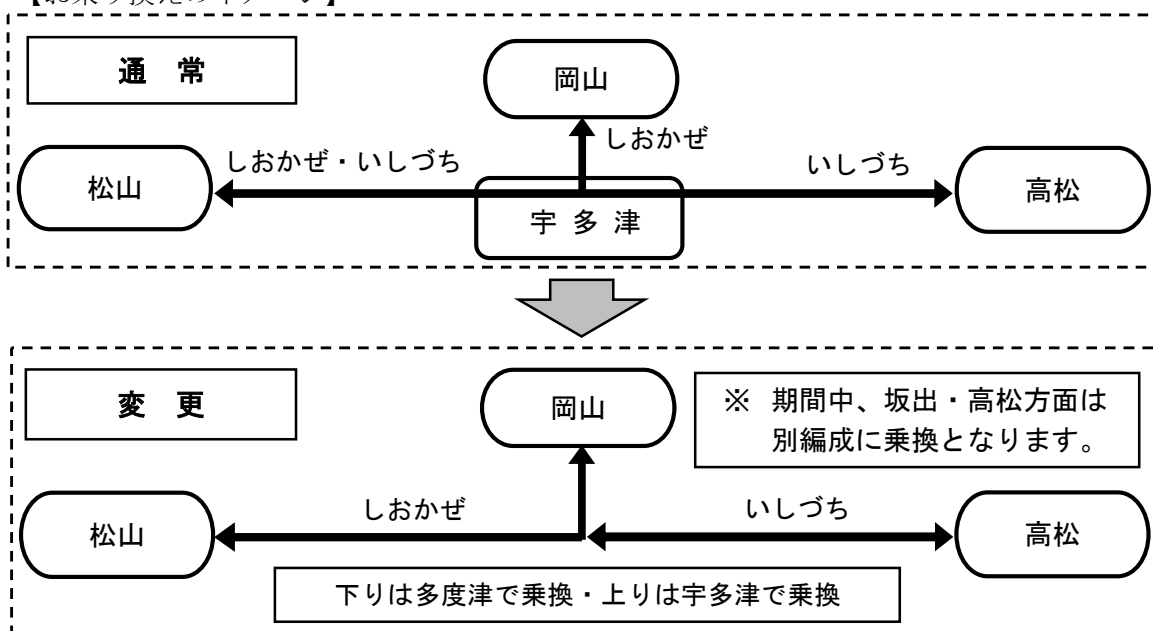 通 常
岡山
しおかぜ
しおかぜ・いしづち
いしづち
松山
高松
宇 多 津
変 更
岡山
※ 期間中、坂出・高松方面は
別編成に乗換となります。
しおかぜ
いしづち
松山
高松
下りは多度津で乗換・上りは宇多津で乗換